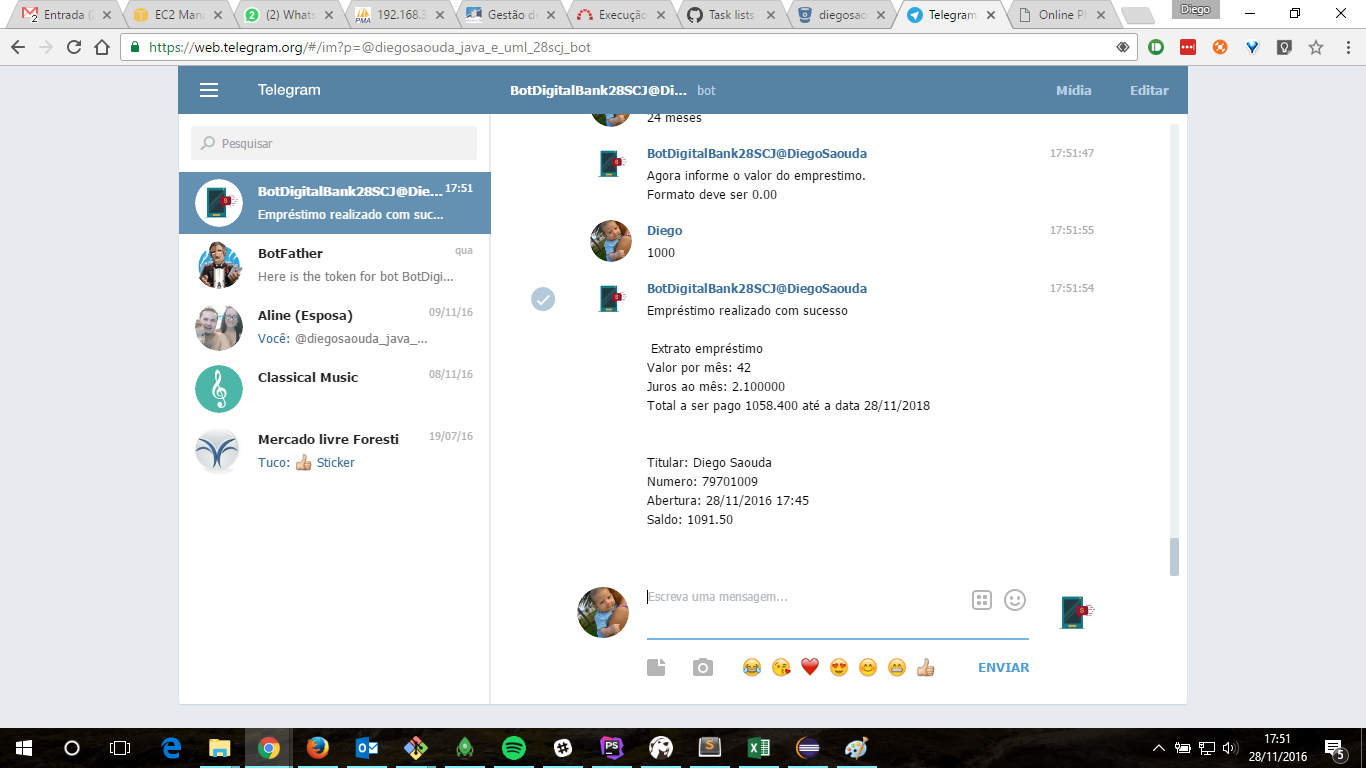 Entrada (
EC2 Mana
(2) Whats
192.168.3
Gestão de
Execução
Task lists
diegosaou
Telegram
Online Ph
Diego
https://web.telegram.org/#/im?p=@diegosaouda_java_e_uml_28scj_bot
Telegram
BotDigitalBank28SCJ@Di... bot
Mídia
Editar
Pesquisar
BotDigitalBank28SCJ@Die... 17:51
Empréstimo realizado com suc...
BotFather qua
Here is the token for bot BotDigi...
Aline (Esposa) 09/11/16
Você: @diegosaouda_java_...
Classical Music 08/11/16
Mercado livre Foresti 19/07/16
Tuco: 👍 Sticker
24 meses
BotDigitalBank28SCJ@DiegoSaouda 17:51:47
Agora informe o valor do emprestimo.
Formato deve ser 0.00
Diego 17:51:55
1000
BotDigitalBank28SCJ@DiegoSaouda 17:51:54
Empréstimo realizado com sucesso
Extrato empréstimo
Valor por mês: 42
Juros ao mês: 2.100000
Total a ser pago 1058.400 até a data 28/11/2018
Titular: Diego Saouda
Numero: 79701009
Abertura: 28/11/2016 17:45
Saldo: 1091.50
Escreva uma mensagem...
ENVIAR
17:51
28/11/2016
5